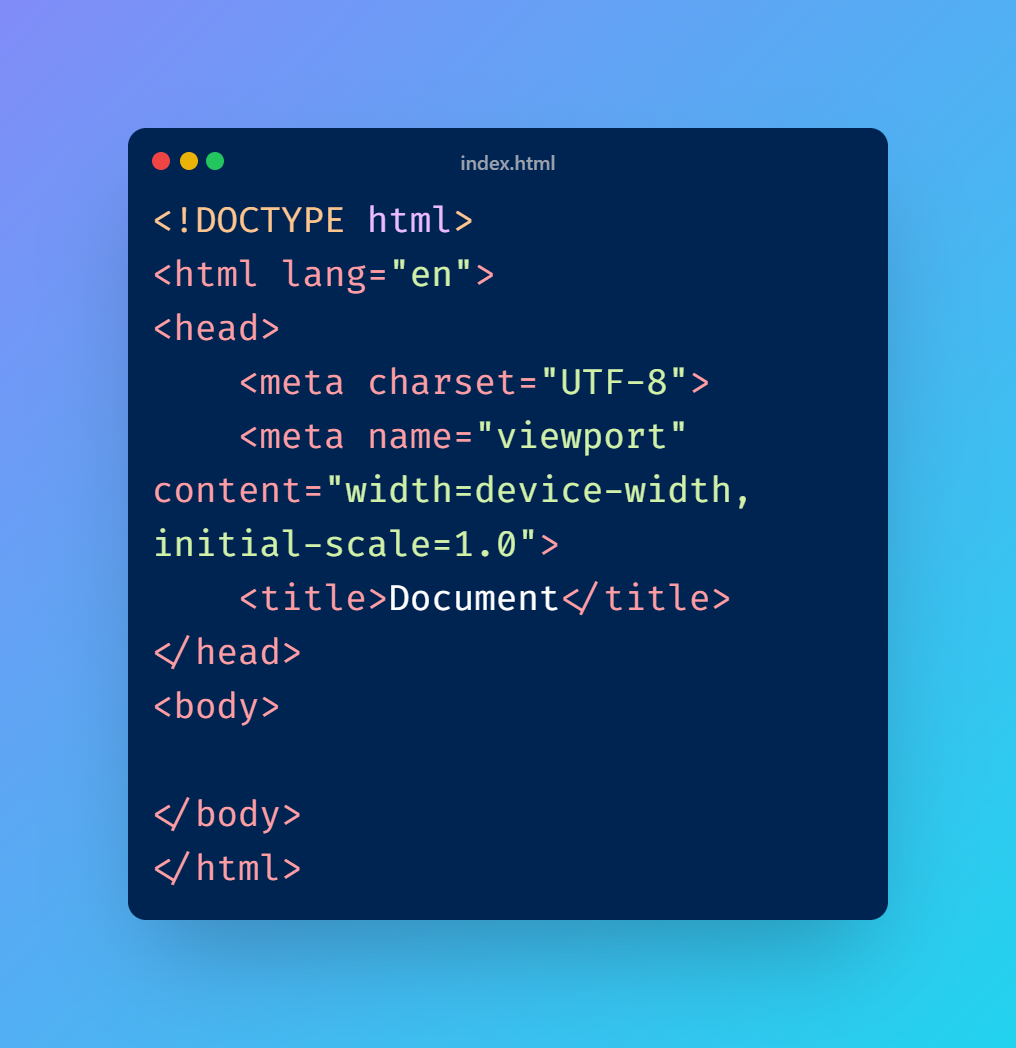 index.html
<!DOCTYPE html>
<html lang="en">
<head>
    <meta charset="UTF-8">
    <meta name="viewport"
content="width=device-width,
initial-scale=1.0">
    <title>Document</title>
</head>
<body>

</body>
</html>